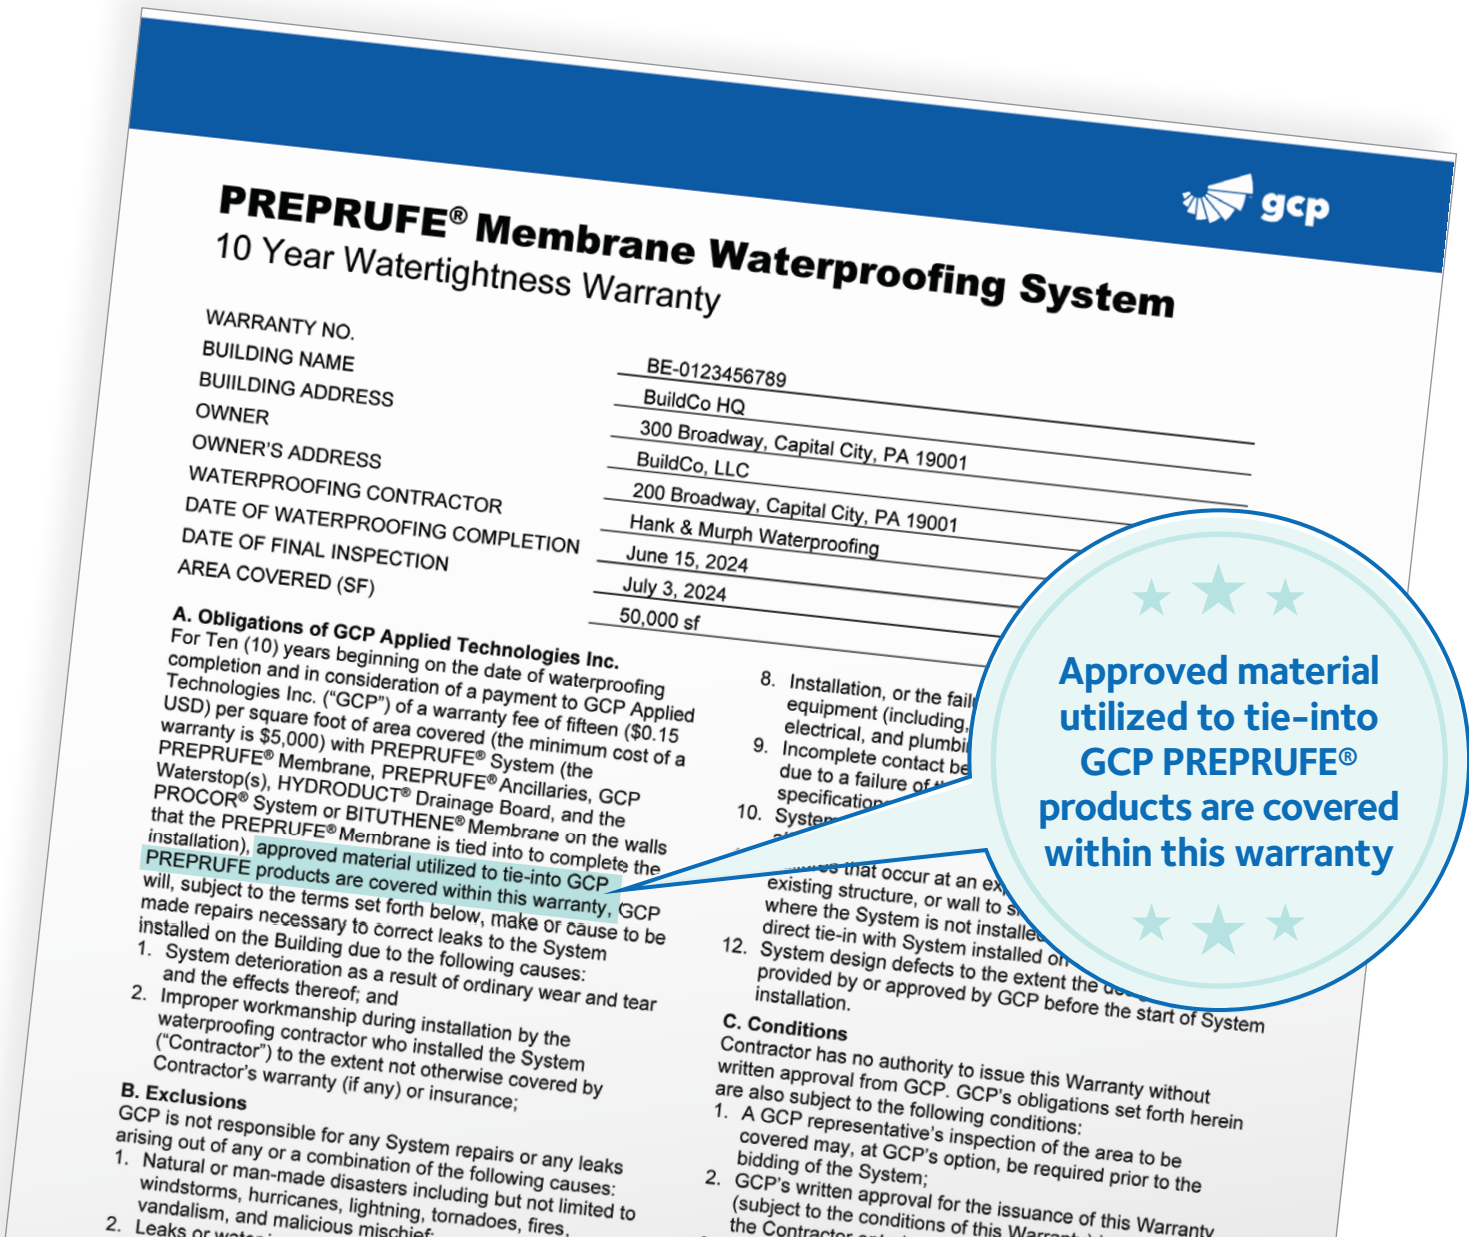 gcp
PREPRUFE® Membrane Waterproofing System
10 Year Watertightness Warranty
WARRANTY NO.
BE-0123456789
BUILDING NAME
BuildCo HQ
BUIILDING ADDRESS
300 Broadway, Capital City, PA 19001
OWNER
BuildCo, LLC
OWNER'S ADDRESS
200 Broadway, Capital City, PA 19001
WATERPROOFING CONTRACTOR
Hank & Murph Waterproofing
DATE OF WATERPROOFING COMPLETION
June 15, 2024
DATE OF FINAL INSPECTION
July 3, 2024
AREA COVERED (SF)
50,000 sf
A. Obligations of GCP Applied Technologies Inc.
For Ten (10) years beginning on the date of waterproofing
completion and in consideration of a payment to GCP Applied
Technologies Inc. (“GCP”) of a warranty fee of fifteen ($0.15
USD) per square foot of area covered (the minimum cost of a
warranty is $5,000) with PREPRUFE® System (the
PREPRUFE® Membrane, PREPRUFE® Ancillaries, GCP
Waterstop(s), HYDRODUCT® Drainage Board, and the
PROCOR® System or BITUTHENE® Membrane on the walls
that the PREPRUFE® Membrane is tied into to complete the
installation), approved material utilized to tie-into GCP
PREPRUFE products are covered within this warranty, GCP
will, subject to the terms set forth below, make or cause to be
made repairs necessary to correct leaks to the System
installed on the Building due to the following causes:
1. System deterioration as a result of ordinary wear and tear
and the effects thereof; and
2. Improper workmanship during installation by the
waterproofing contractor who installed the System
(“Contractor”) to the extent not otherwise covered by
Contractor's warranty (if any) or insurance;
B. Exclusions
GCP is not responsible for any System repairs or any leaks
arising out of any or a combination of the following causes:
1. Natural or man-made disasters including but not limited to
windstorms, hurricanes, lightning, tornadoes, fires,
vandalism, and malicious mischief;
2. Leaks or
8. Installation, or the
equipment (including,
electrical, and
9. Incomplete contact
due to a failure of
10.
that occur at an
existing structure, or wall to
where the System is not installed
direct tie-in with System installed on
12. System design defects to the extent the
provided by or approved by GCP before the start of System
installation.
C. Conditions
Contractor has no authority to issue this Warranty without
written approval from GCP. GCP's obligations set forth herein
are also subject to the following conditions:
1. A GCP representative's inspection of the area to be
covered may, at GCP's option, be required prior to the
bidding of the System;
2. GCP's written approval for the issuance of this Warranty
(subject to the conditions of this
the Contractor
Approved material
utilized to tie-into
GCP PREPRUFE®
products are covered
within this warranty